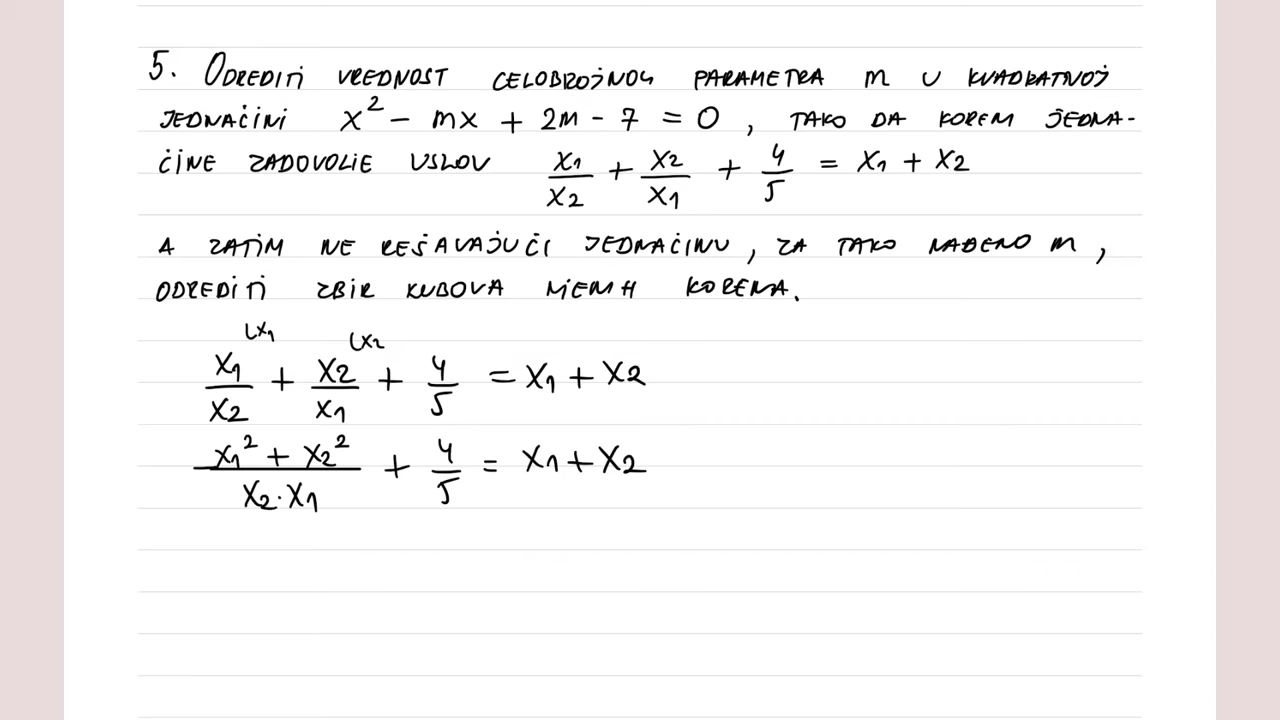 5. ODREDITI VREDNOST CELOBROJNOG PARAMETRA M U KVADRATNOJ
JEDNAČINI x² - mx + 2m - 7 = 0, TAKO DA KORENI JEDNA-
ČINE ZADOVOLJE USLOV x₁/x₂ + x₂/x₁ + 4/5 = x₁ + x₂
A ZATIM NE REŠAVAJUĆI JEDNAČINU, ZA TAKO NAĐENO M,
ODREDITI ZBIR KUBOVA NJENIH KORENA.
(x₁ (x₂
x₁/x₂ + x₂/x₁ + 4/5 = x₁ + x₂
(x₁² + x₂²)/(x₂·x₁) + 4/5 = x₁ + x₂